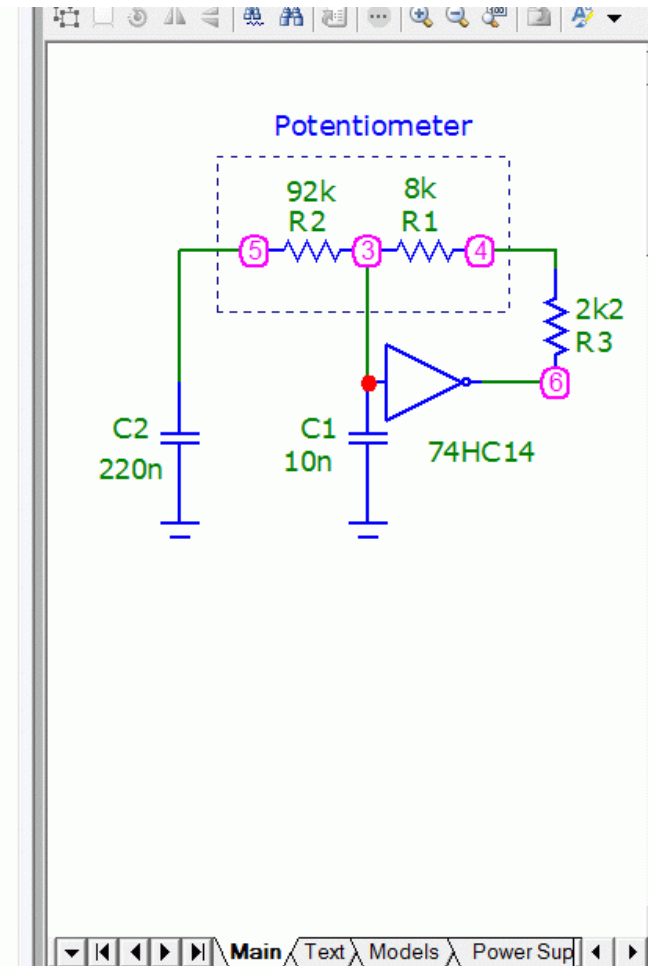 Potentiometer
92k
8k
R2
R1
5
3
4
2k2
R3
6
C2
220n
C1
10n
74HC14
Main
Text
Models
Power Sup